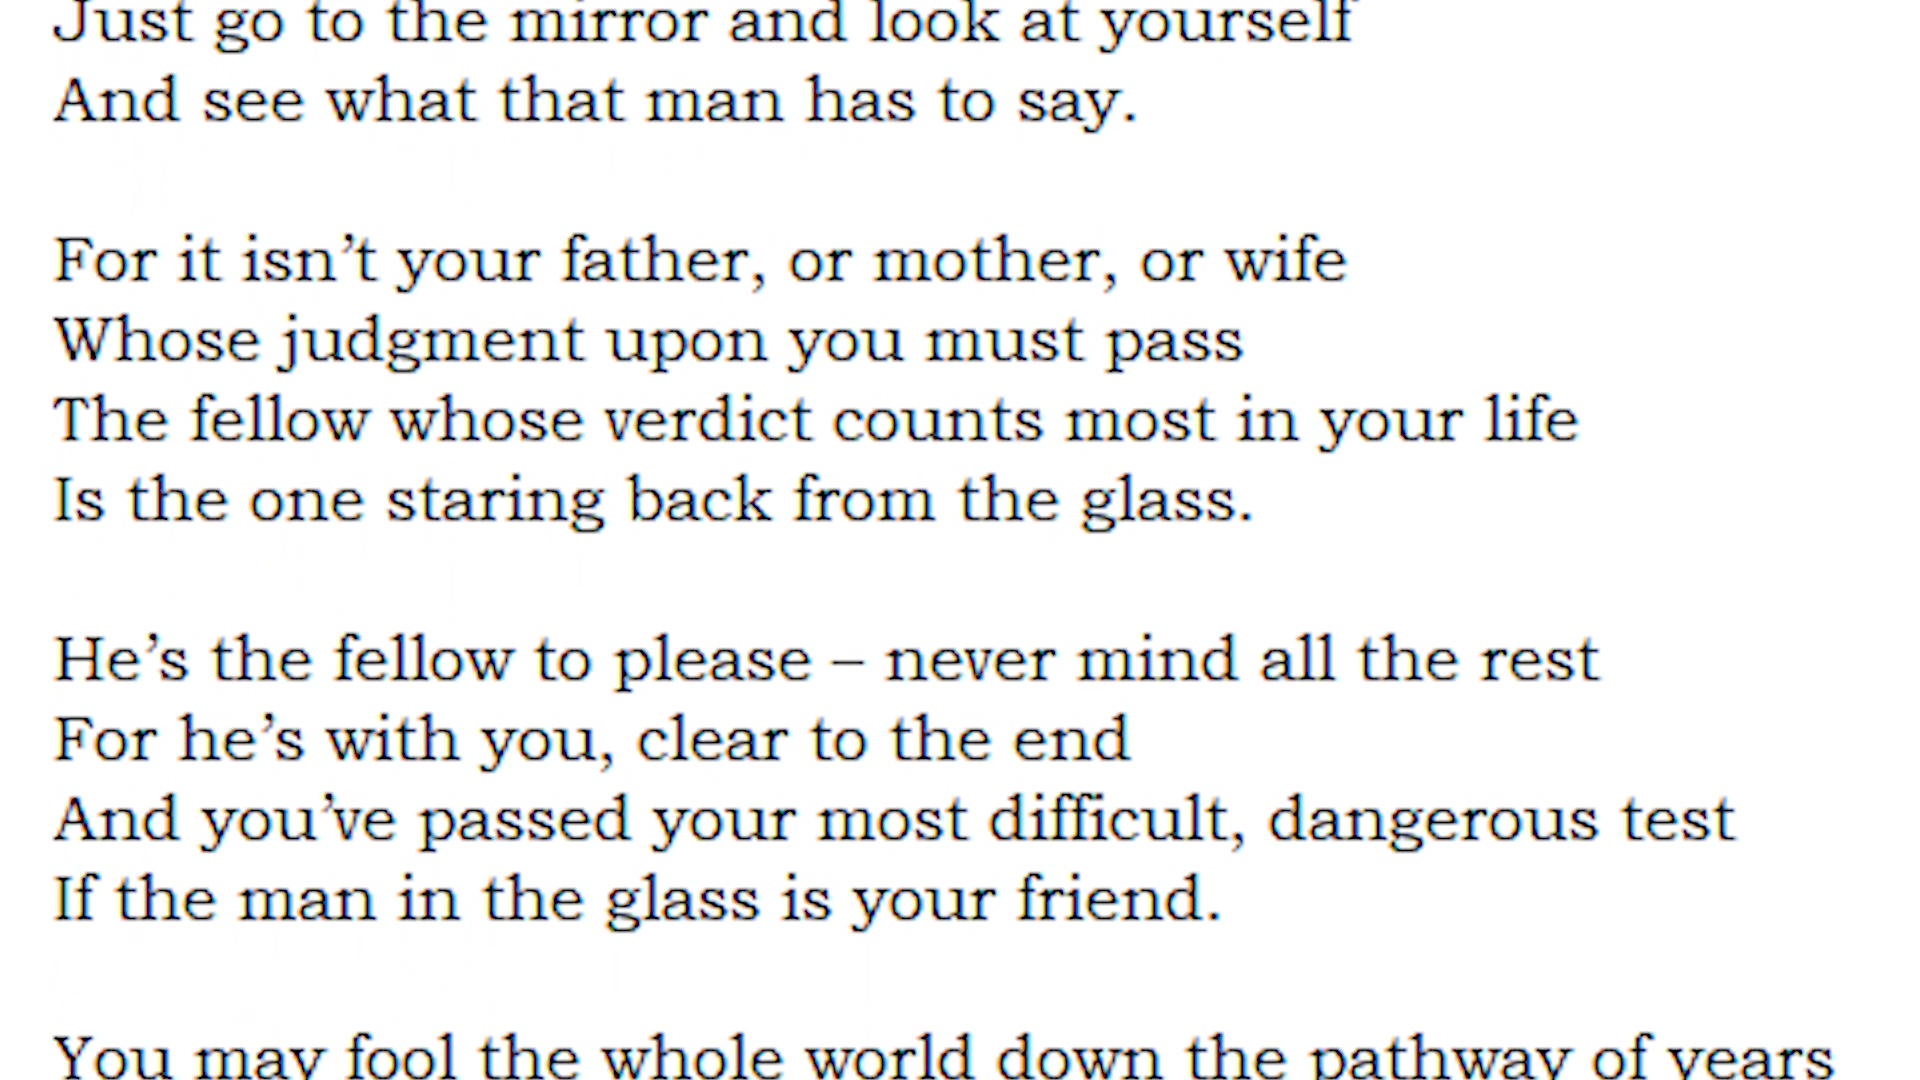 Just go to the mirror and look at yourself
And see what that man has to say.
For it isn’t your father, or mother, or wife
Whose judgment upon you must pass
The fellow whose verdict counts most in your life
Is the one staring back from the glass.
He’s the fellow to please – never mind all the rest
For he’s with you, clear to the end
And you’ve passed your most difficult, dangerous test
If the man in the glass is your friend.
You may fool the whole world down the pathway of years